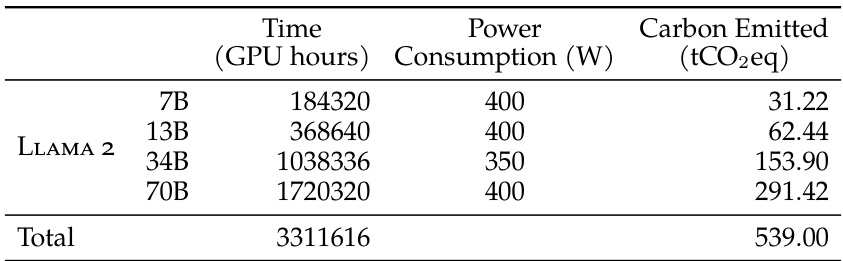 Time Power Carbon Emitted
(GPU hours) Consumption (W) (tCO₂eq)
7B 184320 400 31.22
13B 368640 400 62.44
LLAMA 2
34B 1038336 350 153.90
70B 1720320 400 291.42
Total 3311616 539.00